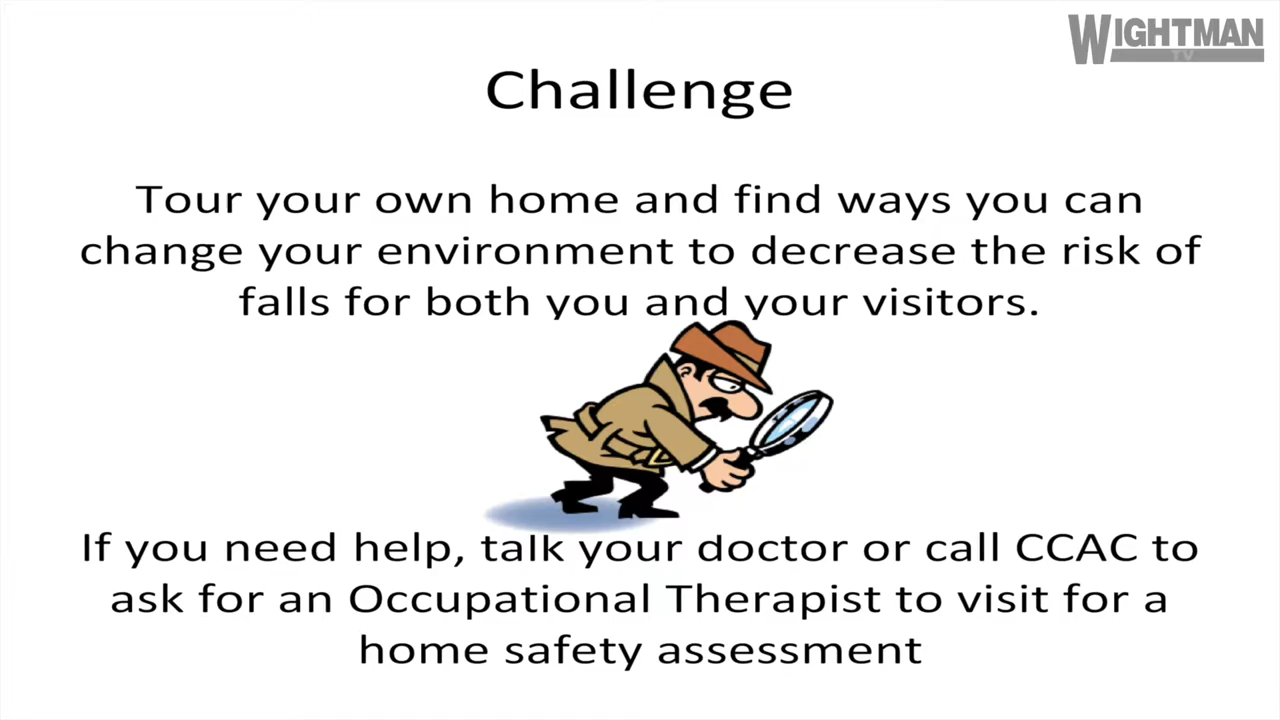 WIGHTMAN
TV
Challenge
Tour your own home and find ways you can
change your environment to decrease the risk of
falls for both you and your visitors.
If you need help, talk your doctor or call CCAC to
ask for an Occupational Therapist to visit for a
home safety assessment